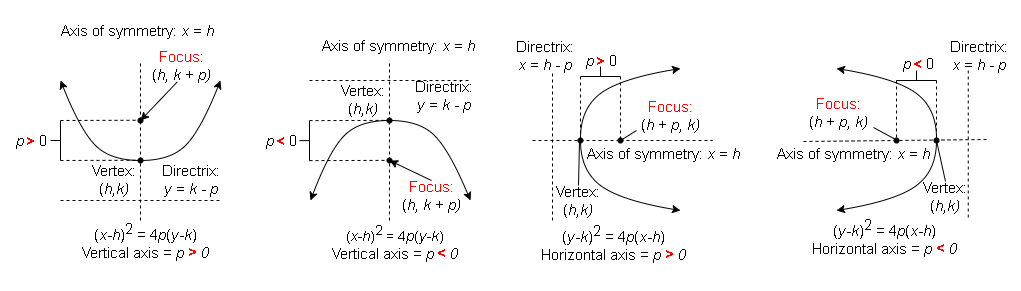 Axis of symmetry: x = h
Focus:
(h, k + p)
p > 0
Vertex:
(h,k)
Directrix:
y = k - p
(x-h)2 = 4p(y-k)
Vertical axis = p > 0
Axis of symmetry: x = h
Vertex:
(h,k)
Directrix:
y = k - p
p < 0
Focus:
(h, k + p)
(x-h)2 = 4p(y-k)
Vertical axis = p < 0
Directrix:
x = h - p
p > 0
Focus:
(h + p, k)
Axis of symmetry: x = h
Vertex:
(h,k)
(y-k)2 = 4p(x-h)
Horizontal axis = p > 0
Directrix:
x = h - p
p < 0
Focus:
(h + p, k)
Axis of symmetry: x = h
Vertex:
(h,k)
(y-k)2 = 4p(x-h)
Horizontal axis = p < 0